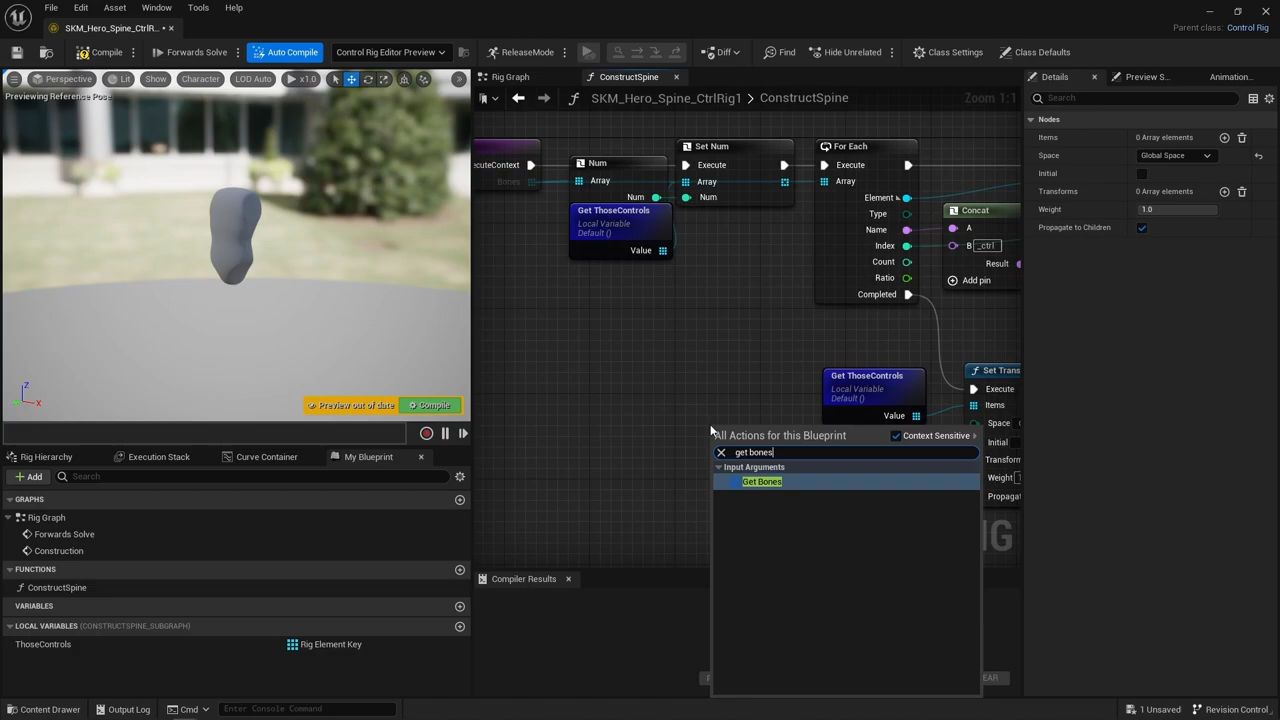 File Edit Asset Window Tools Help
SKM_Hero_Spine_CtrlR... •
Parent class: Control Rig
Compile Forwards Solve Auto Compile Control Rig Editor Preview ReleaseMode Diff Find Hide Unrelated Class Settings Class Defaults
Perspective Lit Show Character LOD Auto x1.0
Previewing Reference Pose
Rig Graph ConstructSpine
SKM_Hero_Spine_CtrlRig1 > ConstructSpine Zoom 1:1
ecuteContext
Bones
Num
Array
Num
Get ThoseControls
Local Variable
Default ()
Value
Set Num
Execute
Array
Num
For Each
Execute
Array
Element
Type
Name
Index
Count
Ratio
Completed
Concat
A
B _ctrl
Result
Add pin
Get ThoseControls
Local Variable
Default ()
Value
Set Trans
Execute
Items
Space
Initial
Transform
Weight
Propaga
All Actions for this Blueprint Context Sensitive
get bones
Input Arguments
Get Bones
Details Preview S... Animation...
Search
Nodes
Items 0 Array elements
Space Global Space
Initial
Transforms 0 Array elements
Weight 1.0
Propagate to Children
Z
X
Preview out of date Compile
Rig Hierarchy Execution Stack Curve Container My Blueprint
Add Search
GRAPHS
Rig Graph
Forwards Solve
Construction
FUNCTIONS
ConstructSpine
VARIABLES
LOCAL VARIABLES (CONSTRUCTSPINE_SUBGRAPH)
ThoseControls Rig Element Key
Compiler Results
EAR
Content Drawer Output Log Cmd Enter Console Command 1 Unsaved Revision Control